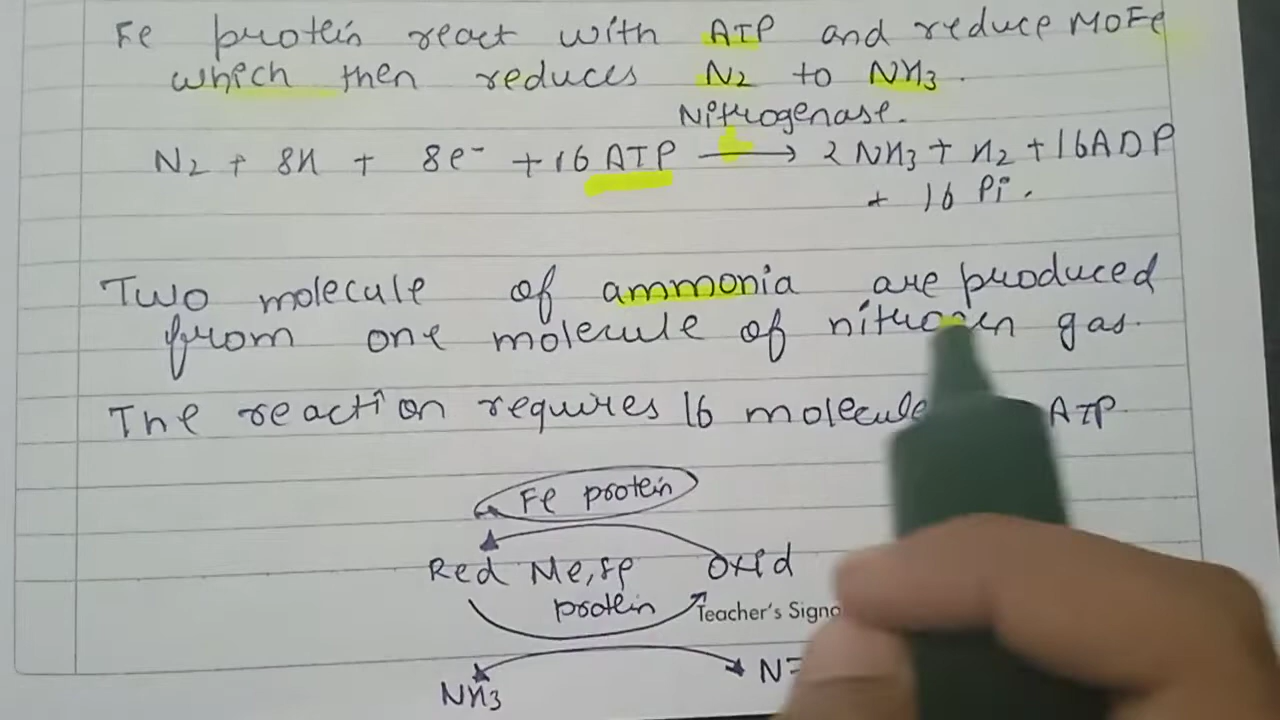 Fe protein react with ATP and reduce MOFe
which then reduces N2 to NH3.
Nitrogenase.
N2 + 8H + 8e- + 16 ATP → 2 NH3 + H2 + 16ADP
+ 16 Pi.
Two molecule of ammonia are produced
from one molecule of nitrogen gas.
The reaction requires 16 molecule ATP.
Fe protein
Red Me,Fe Oxid
protein
Teacher's
NH3